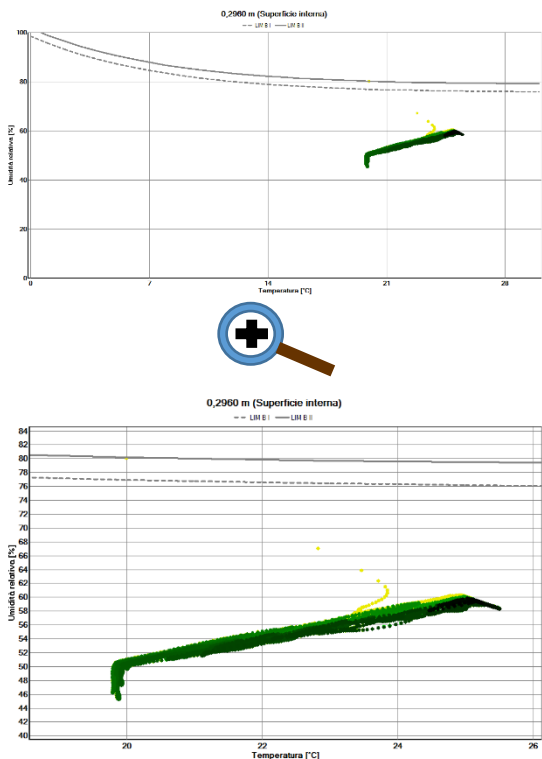 0,2960 m (Superficie interna)
LIM B I LIM B II
100
80
60
40
20
0
Umidità relativa [%]
0 7 14 21 28
Temperatura [°C]
0,2960 m (Superficie interna)
LIM B I LIM B II
84
82
80
78
76
74
72
70
68
66
64
62
60
58
56
54
52
50
48
46
44
42
40
Umidità relativa [%]
20 22 24 26
Temperatura [°C]